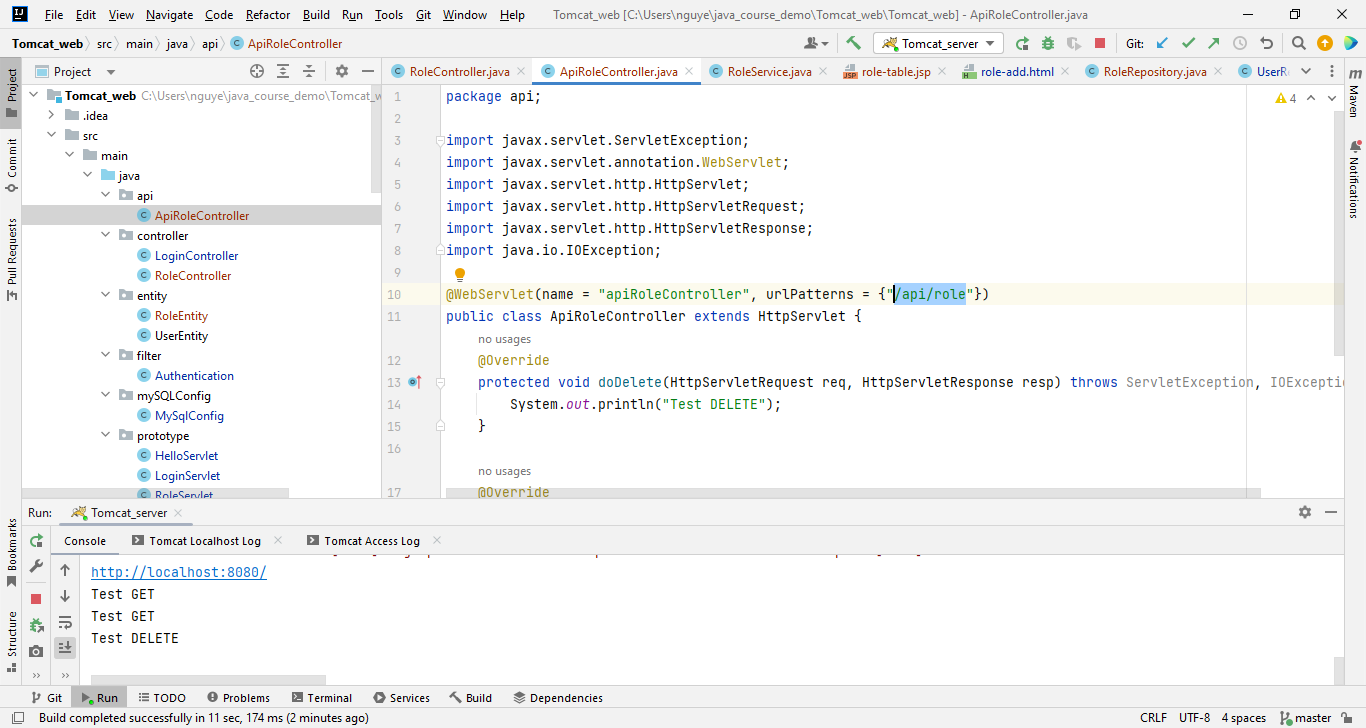 File Edit View Navigate Code Refactor Build Run Tools Git Window Help Tomcat_web [C:\Users\nguye\java_course_demo\Tomcat_web\Tomcat_web] - ApiRoleController.java
Tomcat_web src main java api ApiRoleController Tomcat_server Git:
Project RoleController.java ApiRoleController.java RoleService.java role-table.jsp role-add.html RoleRepository.java
Project
Commit
Pull Requests
Bookmarks
Structure
Maven
Notifications
Tomcat_web C:\Users\nguye\java_course_demo\Tomcat_w
.idea
src
main
java
api
ApiRoleController
controller
LoginController
RoleController
entity
RoleEntity
UserEntity
filter
Authentication
mySQLConfig
MySqlConfig
prototype
HelloServlet
LoginServlet
RoleServlet
4
1 package api;
2
3 import javax.servlet.ServletException;
4 import javax.servlet.annotation.WebServlet;
5 import javax.servlet.http.HttpServlet;
6 import javax.servlet.http.HttpServletRequest;
7 import javax.servlet.http.HttpServletResponse;
8 import java.io.IOException;
9
10 @WebServlet(name = "apiRoleController", urlPatterns = {"/api/role"})
11 public class ApiRoleController extends HttpServlet {
no usages
12 @Override
13 protected void doDelete(HttpServletRequest req, HttpServletResponse resp) throws ServletException, IOExceptio
14 System.out.println("Test DELETE");
15 }
16
no usages
17 @Override
Run: Tomcat_server
Console Tomcat Localhost Log Tomcat Access Log
http://localhost:8080/
Test GET
Test GET
Test DELETE
Git Run TODO Problems Terminal Services Build Dependencies
Build completed successfully in 11 sec, 174 ms (2 minutes ago) CRLF UTF-8 4 spaces master